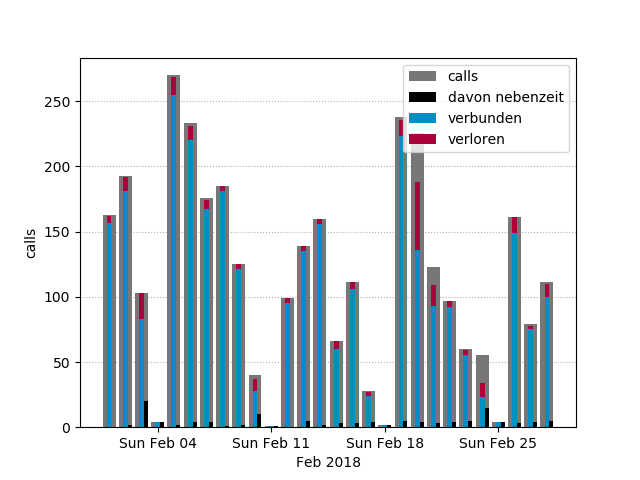 calls
davon nebenzeit
verbunden
verloren
250
200
150
100
50
0
calls
Sun Feb 04
Sun Feb 11
Sun Feb 18
Sun Feb 25
Feb 2018